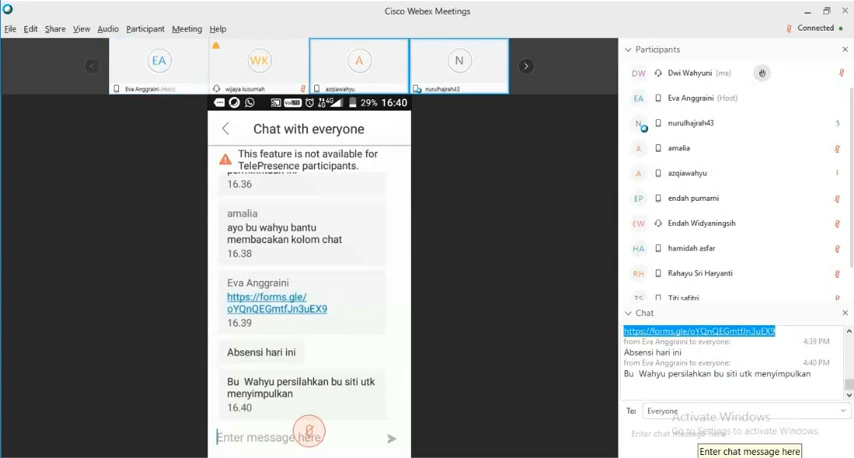 Cisco Webex Meetings
File Edit Share View Audio Participant Meeting Help
Connected
EA
WK
A
N
Eva Anggraini (Host)
wijaya kusumah
azqiawahyu
nurulhajrah43
29% 16:40
Chat with everyone
This feature is not available for
TelePresence participants.
16.36
amalia
ayo bu wahyu bantu
membacakan kolom chat
16.38
Eva Anggraini
https://forms.gle/
oYQnQEGmtfJn3uEX9
16.39
Absensi hari ini
Bu Wahyu persilahkan bu siti utk
menyimpulkan
16.40
Enter message here
Participants
DW Dwi Wahyuni (me)
EA Eva Anggraini (Host)
N nurulhajrah43
A amalia
A azqiawahyu
EP endah purnami
EW Endah Widyaningsih
HA hamidah asfar
RH Rahayu Sri Haryanti
TS Titi safitri
Chat
https://forms.gle/oYQnQEGmtfJn3uEX9
from Eva Anggraini to everyone: 4:39 PM
Absensi hari ini
from Eva Anggraini to everyone: 4:40 PM
Bu Wahyu persilahkan bu siti utk menyimpulkan
To: Everyone
Activate Windows
Go to Settings to activate Windows.
Enter chat message here
Enter chat message here